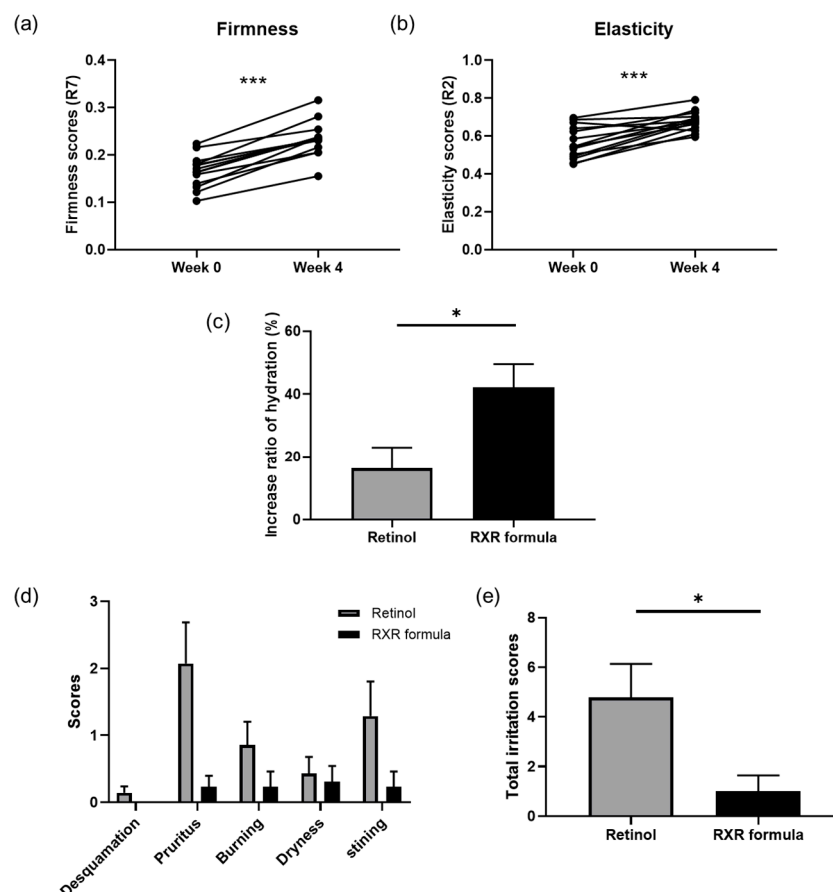 (a)
Firmness
***
Firmness scores (R7)
0.4
0.3
0.2
0.1
0.0
Week 0
Week 4
(b)
Elasticity
***
Elasticity scores (R2)
1.0
0.8
0.6
0.4
0.2
0.0
Week 0
Week 4
(c)
*
Increase ratio of hydration (%)
60
40
20
0
Retinol
RXR formula
(d)
Scores
3
2
1
0
Retinol
RXR formula
Desquamation
Pruritus
Burning
Dryness
stining
(e)
*
Total irritation scores
8
6
4
2
0
Retinol
RXR formula